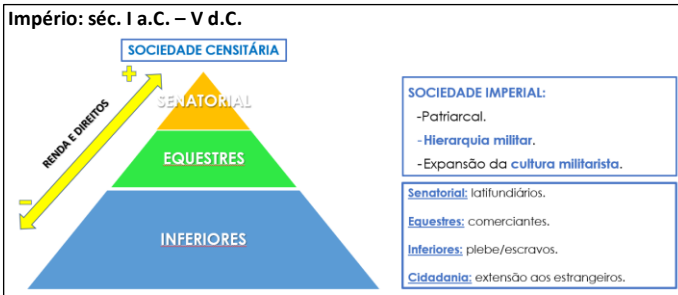 Império: séc. I a.C. – V d.C.
SOCIEDADE CENSITÁRIA
+
RENDA E DIREITOS
-
SENATORIAL
EQUESTRES
INFERIORES
SOCIEDADE IMPERIAL:
-Patriarcal.
-Hierarquia militar.
-Expansão da cultura militarista.
Senatorial: latifundiários.
Equestres: comerciantes.
Inferiores: plebe/escravos.
Cidadania: extensão aos estrangeiros.